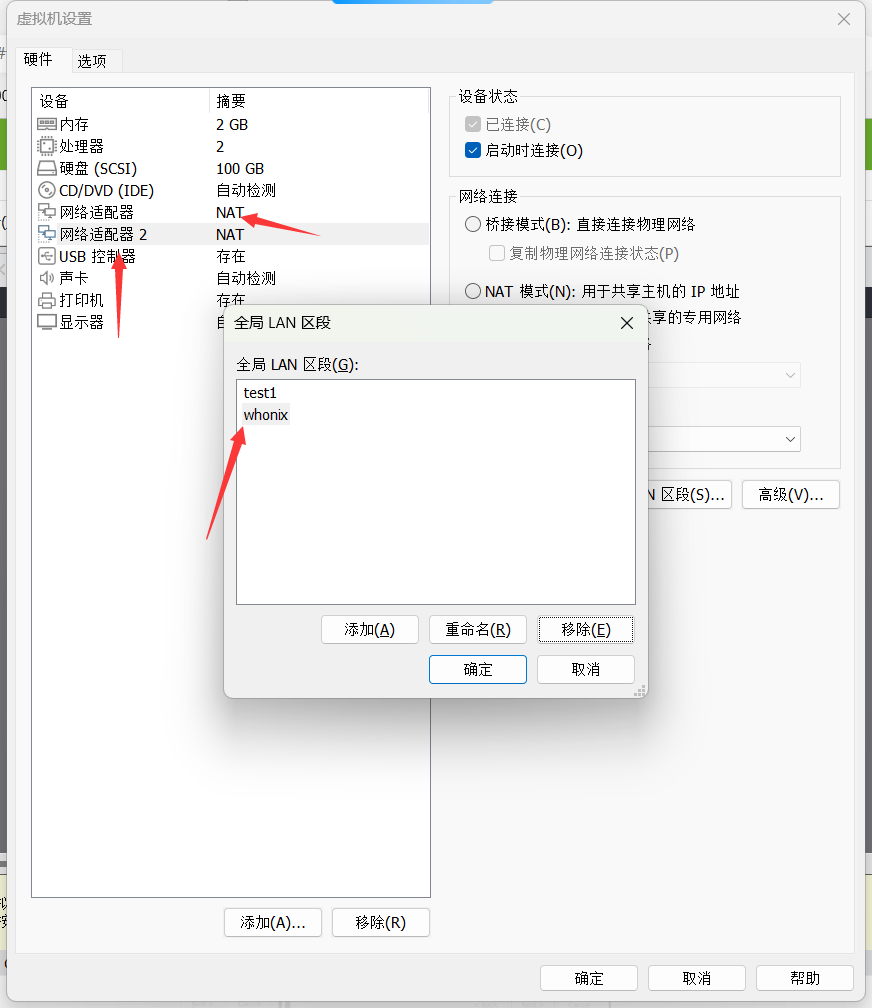 虚拟机设置
硬件 选项
设备 摘要
内存 2 GB
处理器 2
硬盘 (SCSI) 100 GB
CD/DVD (IDE) 自动检测
网络适配器 NAT
网络适配器 2 NAT
USB 控制器 存在
声卡 自动检测
打印机 存在
显示器
设备状态
已连接(C)
启动时连接(O)
网络连接
桥接模式(B): 直接连接物理网络
复制物理网络连接状态(P)
NAT 模式(N): 用于共享主机的 IP 地址
享的专用网络
N 区段(S)... 高级(V)...
全局 LAN 区段
全局 LAN 区段(G):
test1
whonix
添加(A) 重命名(R) 移除(E)
确定 取消
添加(A)... 移除(R)
确定 取消 帮助